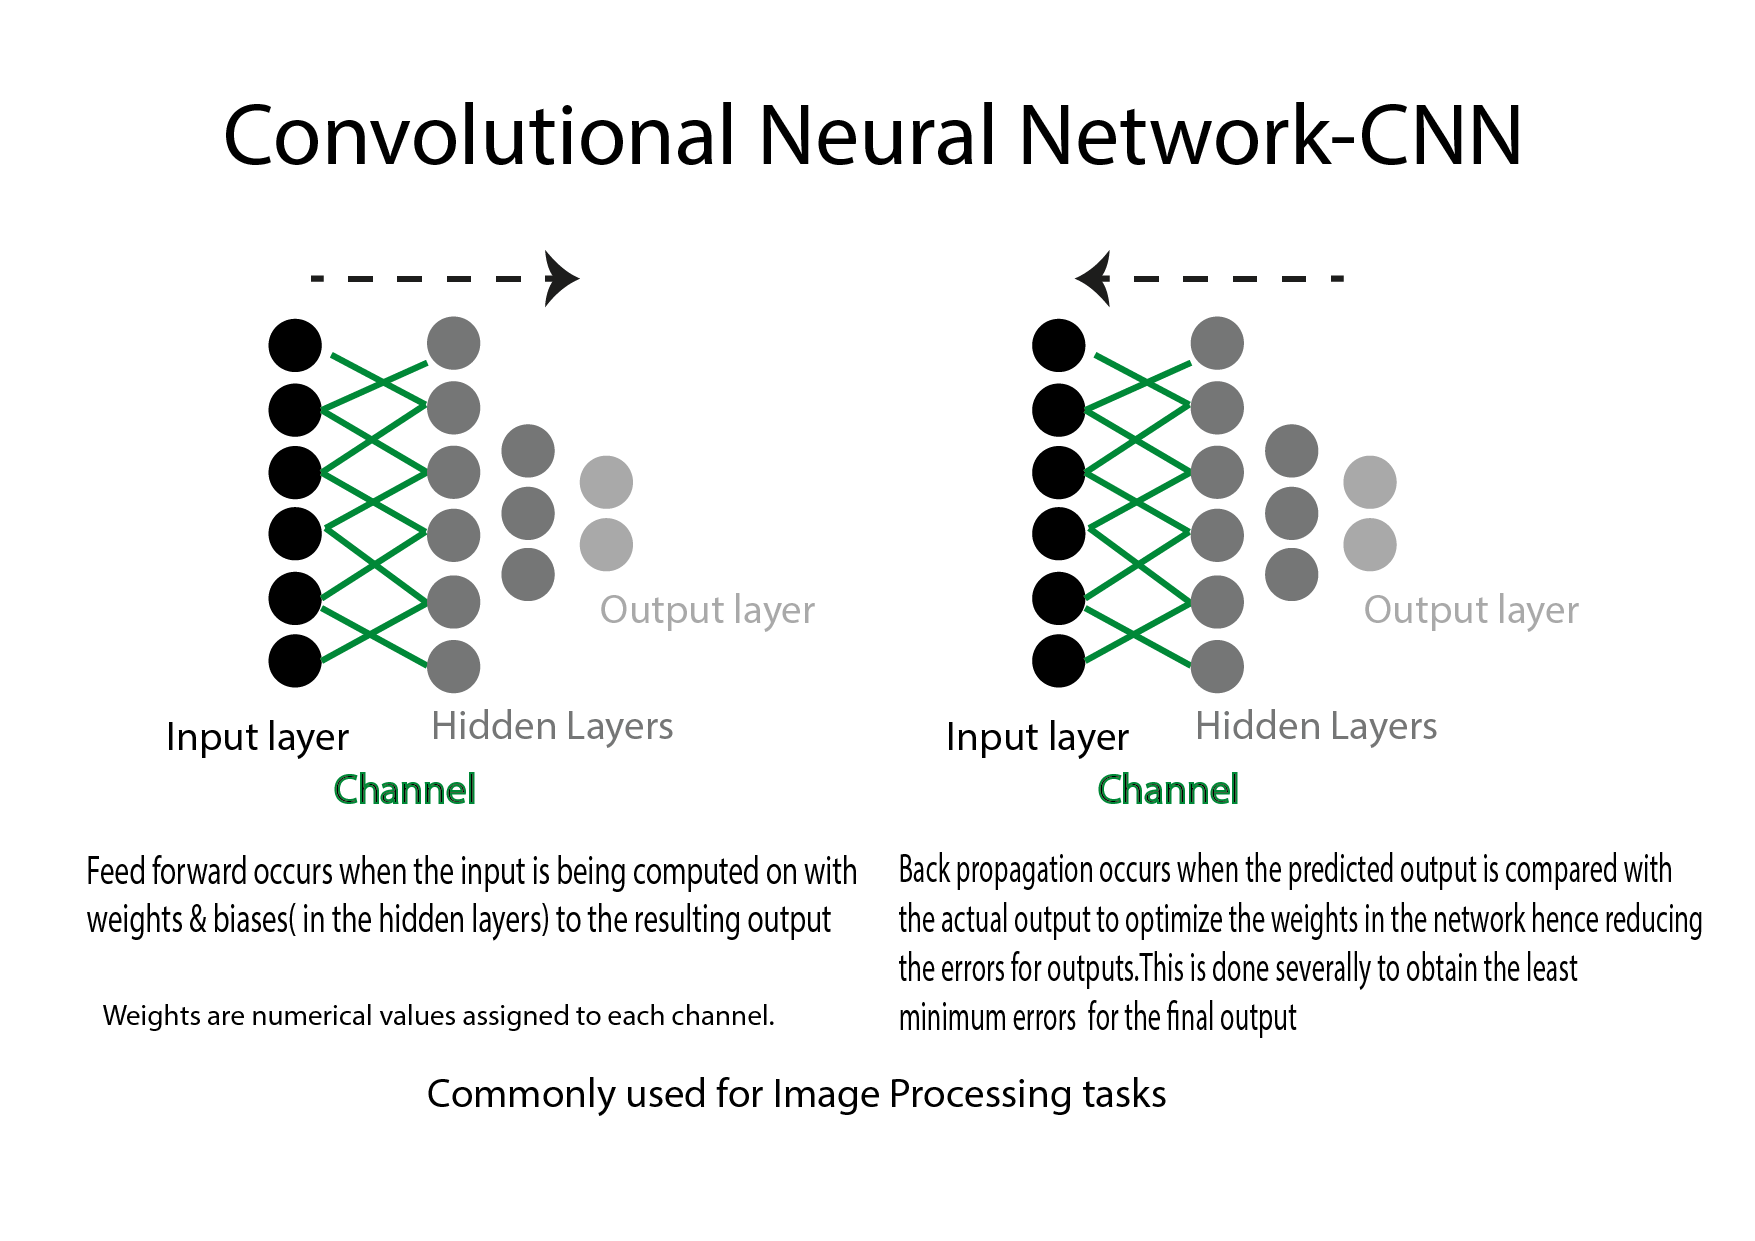 Convolutional Neural Network-CNN
Output layer
Hidden Layers
Input layer
Channel
Feed forward occurs when the input is being computed on with
weights & biases( in the hidden layers) to the resulting output
Weights are numerical values assigned to each channel.
Output layer
Hidden Layers
Input layer
Channel
Back propagation occurs when the predicted output is compared with
the actual output to optimize the weights in the network hence reducing
the errors for outputs.This is done severally to obtain the least
minimum errors  for the final output
Commonly used for Image Processing tasks